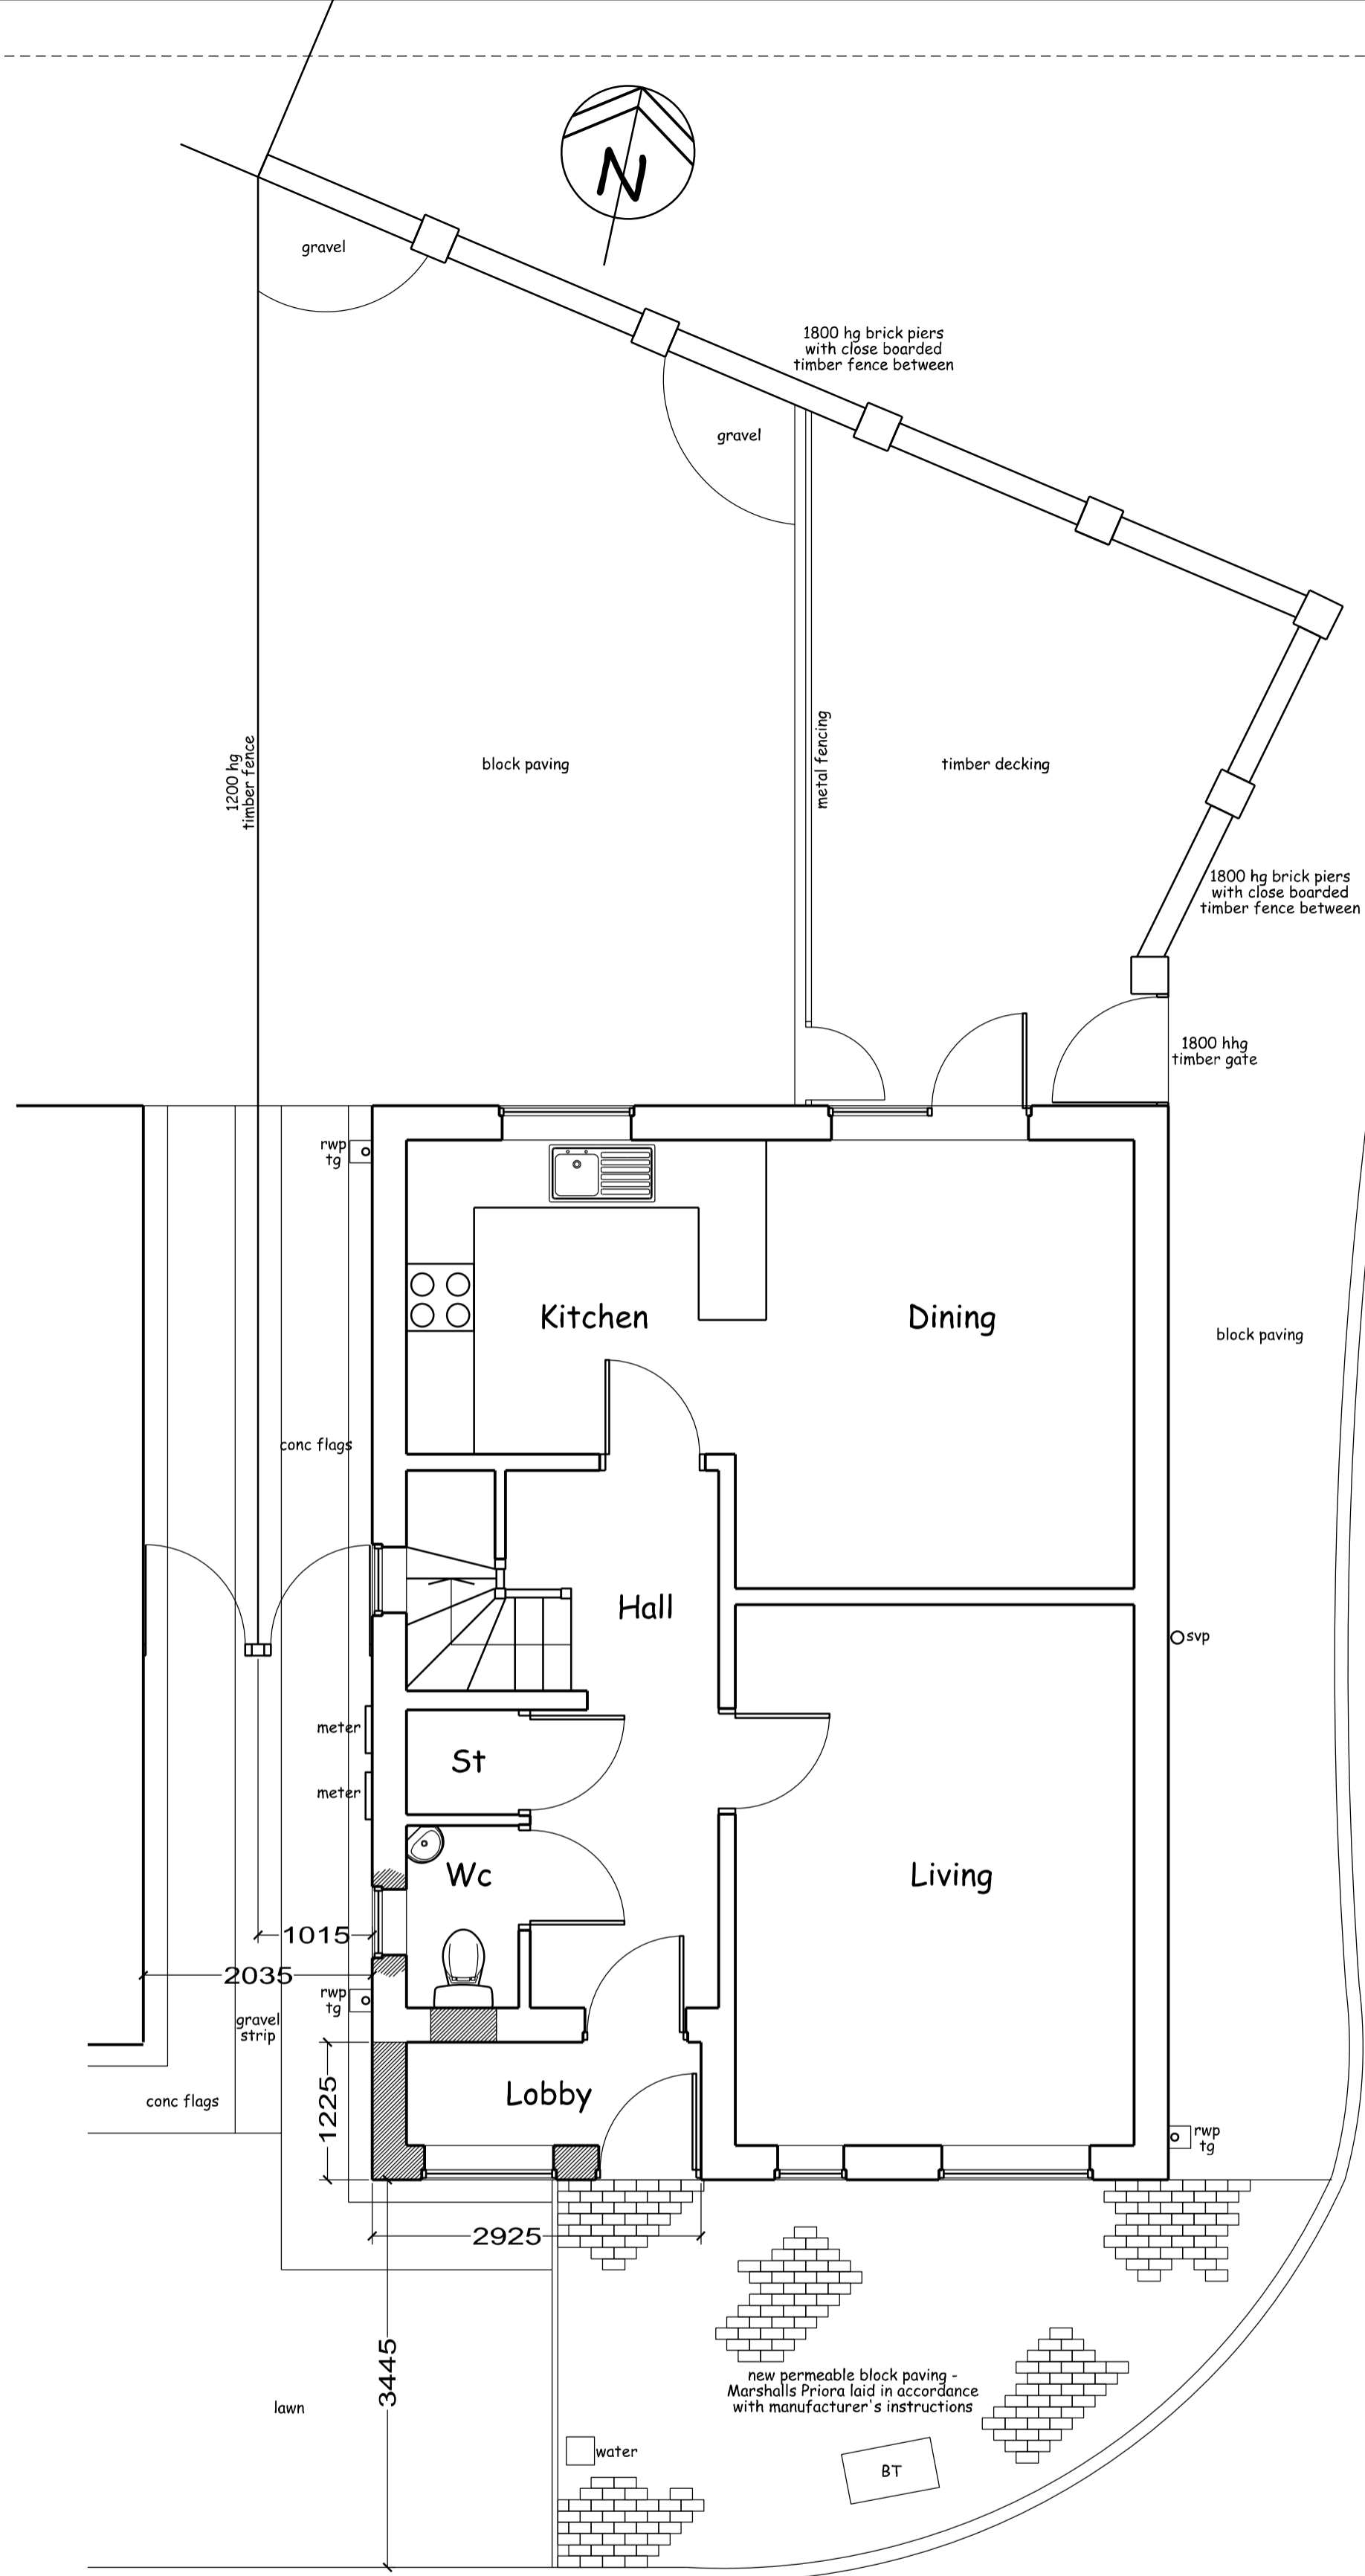 N
gravel
1800 hg brick piers
with close boarded
timber fence between
gravel
1200 hg
timber fence
block paving
metal fencing
timber decking
1800 hg brick piers
with close boarded
timber fence between
1800 hhg
timber gate
rwp
tg
Kitchen
Dining
block paving
conc flags
Hall
svp
meter
St
meter
Wc
Living
1015
2035
rwp
tg
gravel
strip
Lobby
1225
conc flags
rwp
tg
2925
3445
new permeable block paving -
Marshalls Priora laid in accordance
with manufacturer's instructions
lawn
water
BT